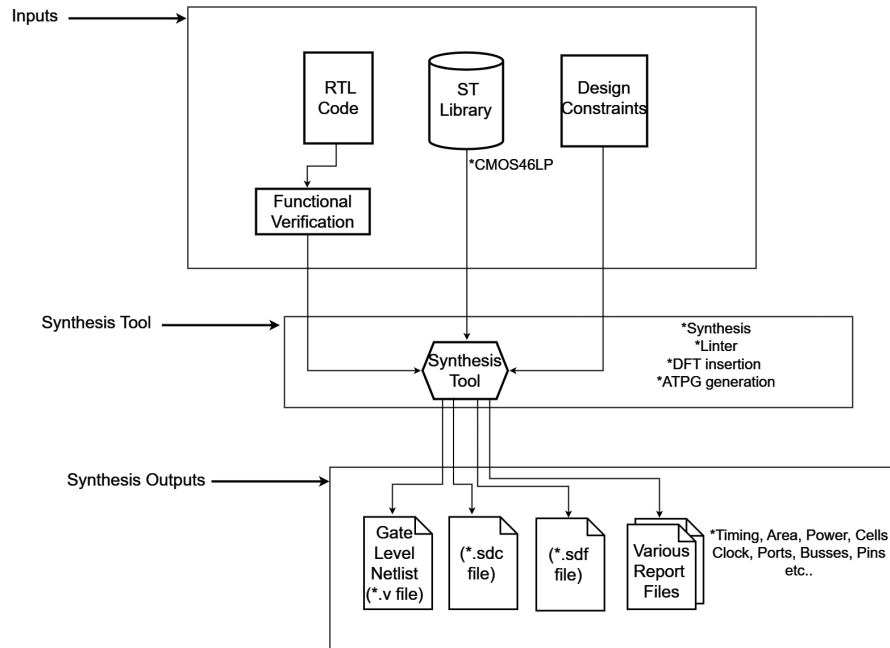 Inputs
RTL
Code
ST
Library
Design
Constraints
*CMOS46LP
Functional
Verification
Synthesis Tool
*Synthesis
*Linter
*DFT insertion
*ATPG generation
Synthesis
Tool
Synthesis Outputs
Gate
Level
Netlist
(*.v file)
(*.sdc
file)
(*.sdf
file)
Various
Report
Files
*Timing, Area, Power, Cells
Clock, Ports, Busses, Pins
etc..